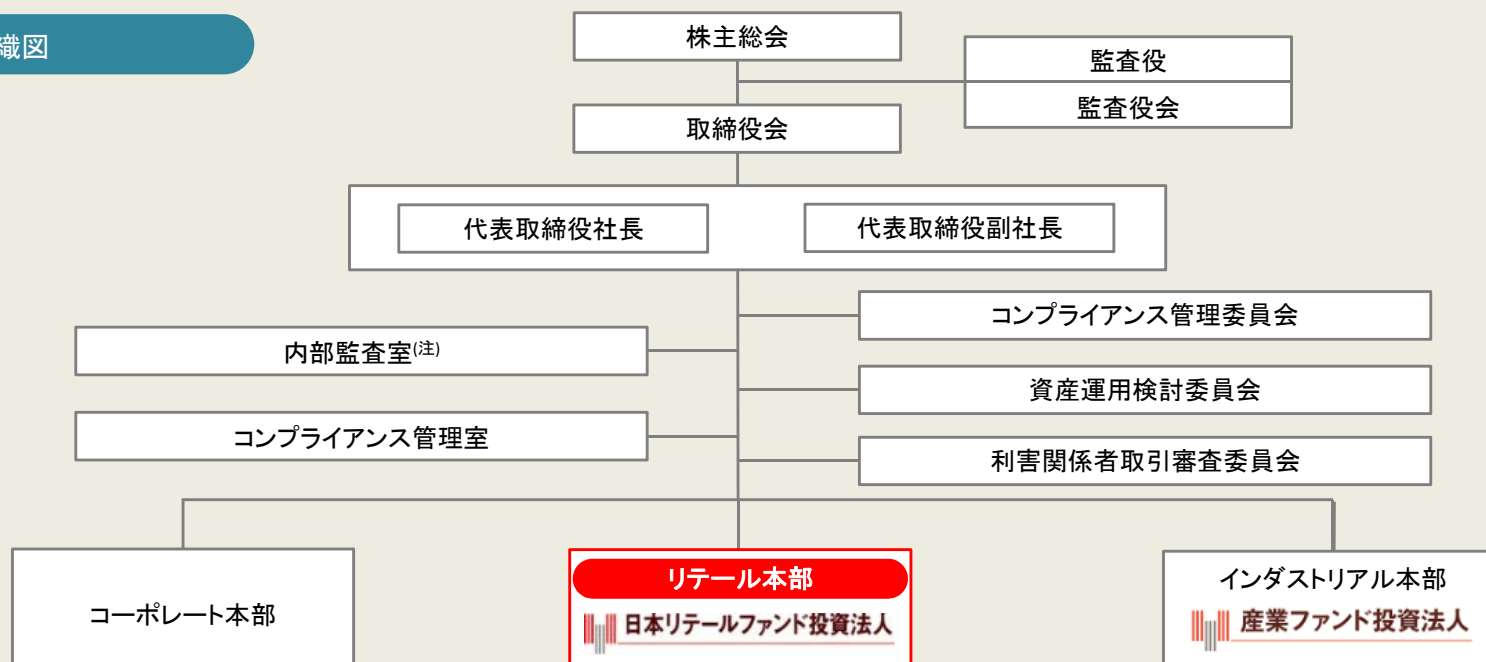 織図
株主総会
監査役
監査役会
取締役会
代表取締役社長
代表取締役副社長
コンプライアンス管理委員会
内部監査室(注)
資産運用検討委員会
コンプライアンス管理室
利害関係者取引審査委員会
コーポレート本部
リテール本部
日本リテールファンド投資法人
インダストリアル本部
産業ファンド投資法人